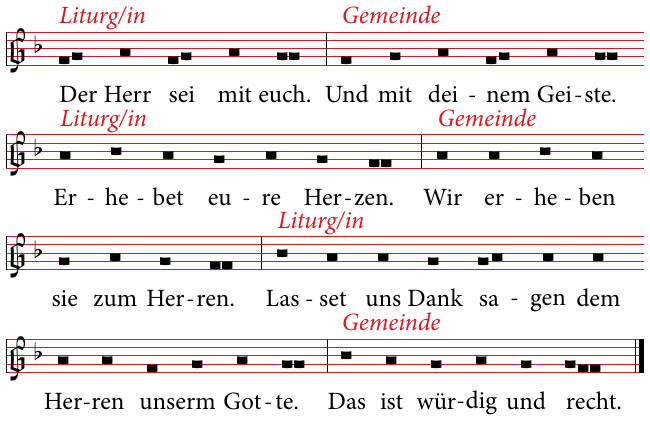 Liturg/in Gemeinde
Der Herr sei mit euch. Und mit dei - nem Gei - ste.
Liturg/in Gemeinde
Er - he - bet eu - re Her - zen. Wir er - he - ben
Liturg/in
sie zum Her - ren. Las - set uns Dank sa - gen dem
Gemeinde
Her - ren unserm Got - te. Das ist wür - dig und recht.